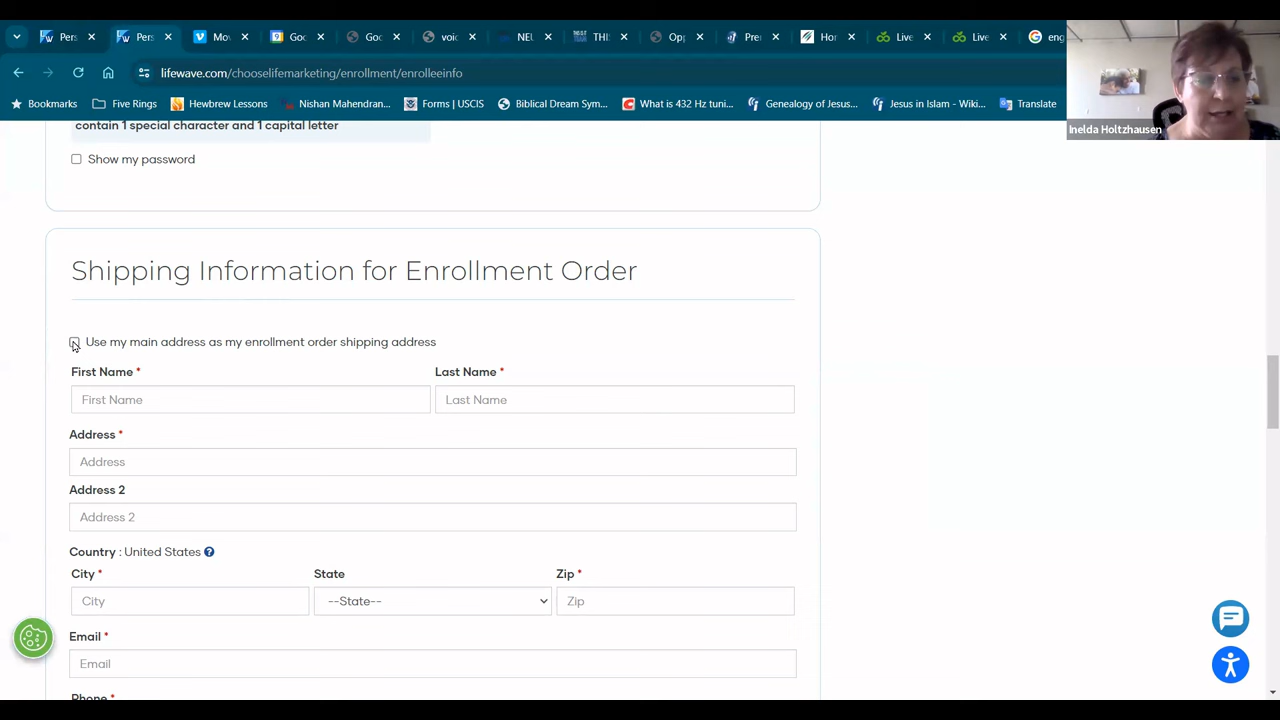 Pers
Pers
Mov
Goo
Goo
voic
NEU
THI
Opp
Pre
Hor
Live
Live
eng
lifewave.com/chooselifemarketing/enrollment/enrolleeinfo
Bookmarks
Five Rings
Hewbrew Lessons
Nishan Mahendran...
Forms | USCIS
Biblical Dream Sym...
What is 432 Hz tuni...
Genealogy of Jesus...
Jesus in Islam - Wiki...
Translate
Inelda Holtzhausen
contain 1 special character and 1 capital letter
Show my password
Shipping Information for Enrollment Order
Use my main address as my enrollment order shipping address
First Name *
Last Name *
First Name
Last Name
Address *
Address
Address 2
Address 2
Country : United States ?
City *
State
Zip *
City
--State--
Zip
Email *
Email
Phone *